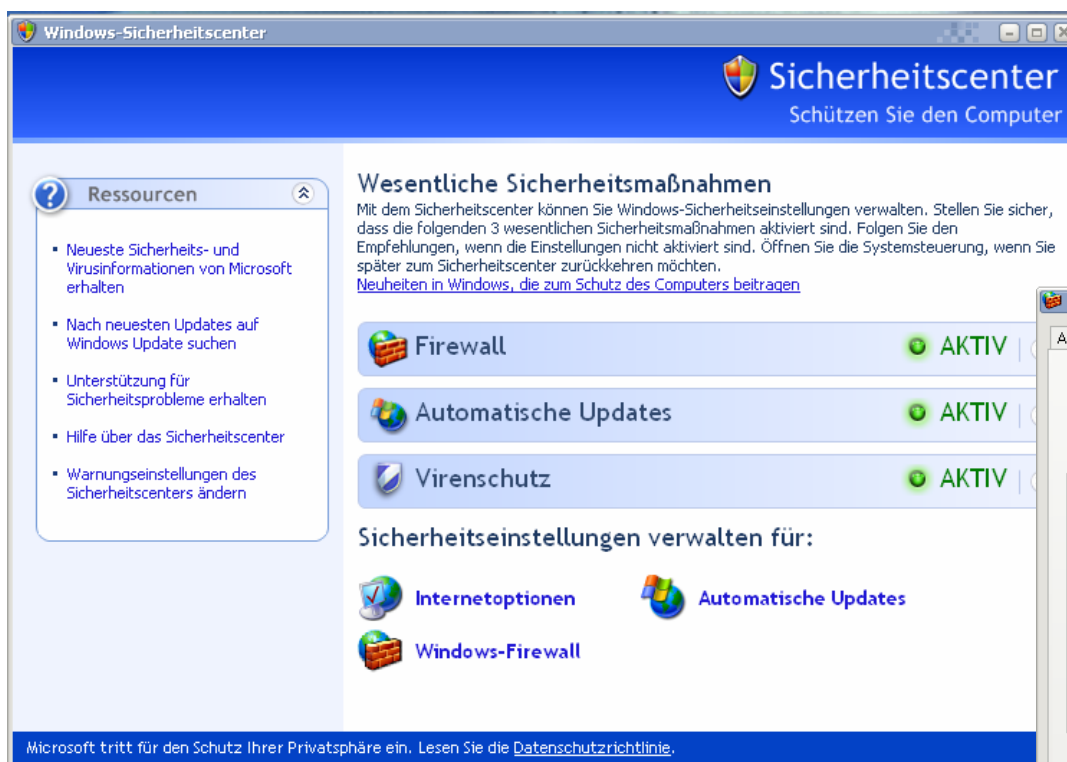 Windows-Sicherheitscenter
Sicherheitscenter
Schützen Sie den Computer
Ressourcen
Neueste Sicherheits- und
Virusinformationen von Microsoft
erhalten
Nach neuesten Updates auf
Windows Update suchen
Unterstützung für
Sicherheitsprobleme erhalten
Hilfe über das Sicherheitscenter
Warnungseinstellungen des
Sicherheitscenters ändern
Wesentliche Sicherheitsmaßnahmen
Mit dem Sicherheitscenter können Sie Windows-Sicherheitseinstellungen verwalten. Stellen Sie sicher,
dass die folgenden 3 wesentlichen Sicherheitsmaßnahmen aktiviert sind. Folgen Sie den
Empfehlungen, wenn die Einstellungen nicht aktiviert sind. Öffnen Sie die Systemsteuerung, wenn Sie
später zum Sicherheitscenter zurückkehren möchten.
Neuheiten in Windows, die zum Schutz des Computers beitragen
Firewall AKTIV
Automatische Updates AKTIV
Virenschutz AKTIV
Sicherheitseinstellungen verwalten für:
Internetoptionen Automatische Updates
Windows-Firewall
A
Microsoft tritt für den Schutz Ihrer Privatsphäre ein. Lesen Sie die Datenschutzrichtlinie.